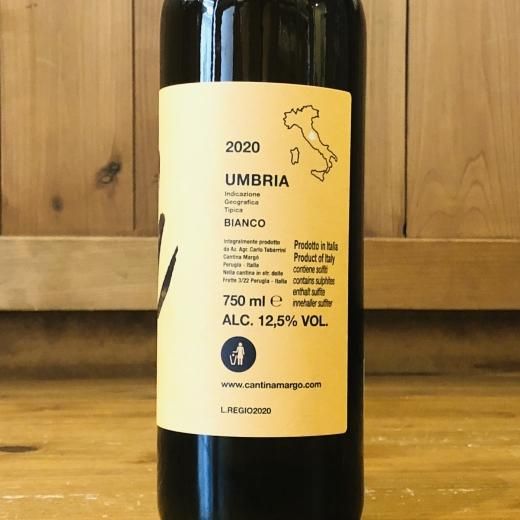 2020
UMBRIA
Indicazione
Geografica
Tipica
BIANCO
Integralmente prodotto
da Az. Agr. Carlo Tabarrini
Cantina Margò
Perugia - Italia
Nella cantina in str. delle
Fratte 3/22 Perugia - Italia
Prodotto in Italia
Product of Italy
contiene solfiti
contains sulphites
enthalt sulfite
innehaller sulfiter
750 ml ℮
ALC. 12,5% VOL.
www.cantinamargo.com
L.REGIO2020